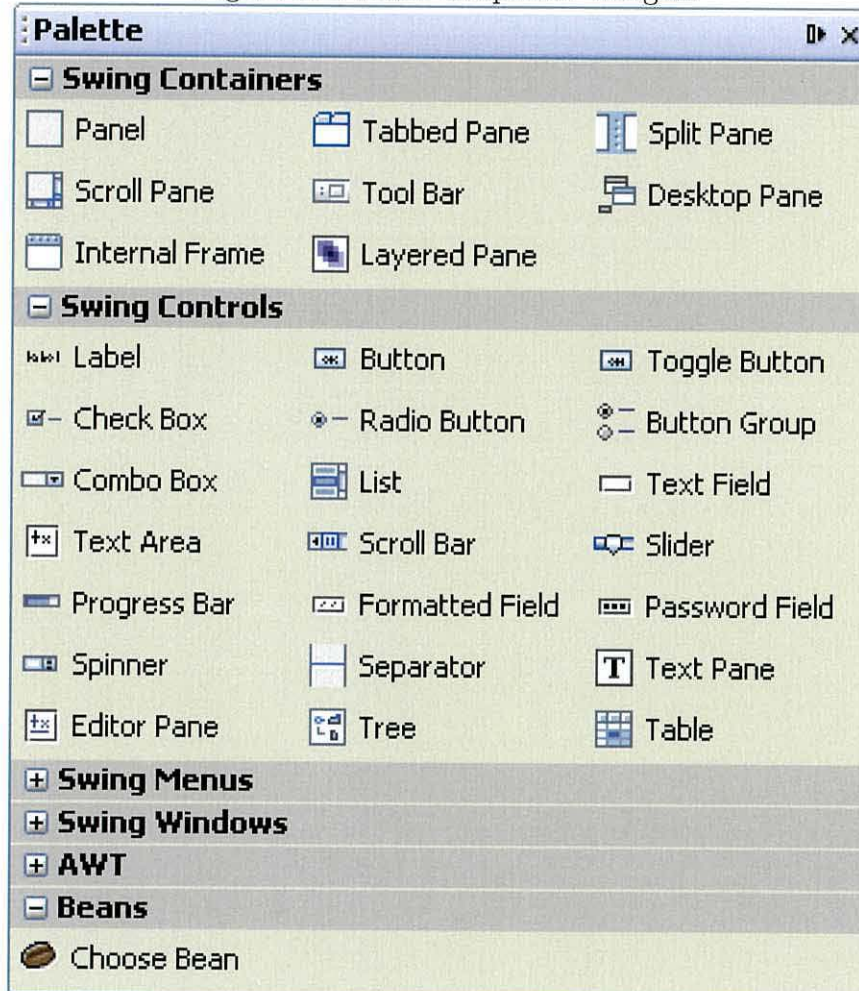 Palette
Swing Containers
Panel Tabbed Pane Split Pane
Scroll Pane Tool Bar Desktop Pane
Internal Frame Layered Pane
Swing Controls
label Label OK Button OK Toggle Button
Check Box Radio Button Button Group
Combo Box List Text Field
Text Area Scroll Bar Slider
Progress Bar Formatted Field Password Field
Spinner Separator T Text Pane
Editor Pane Tree Table
Swing Menus
Swing Windows
AWT
Beans
Choose Bean